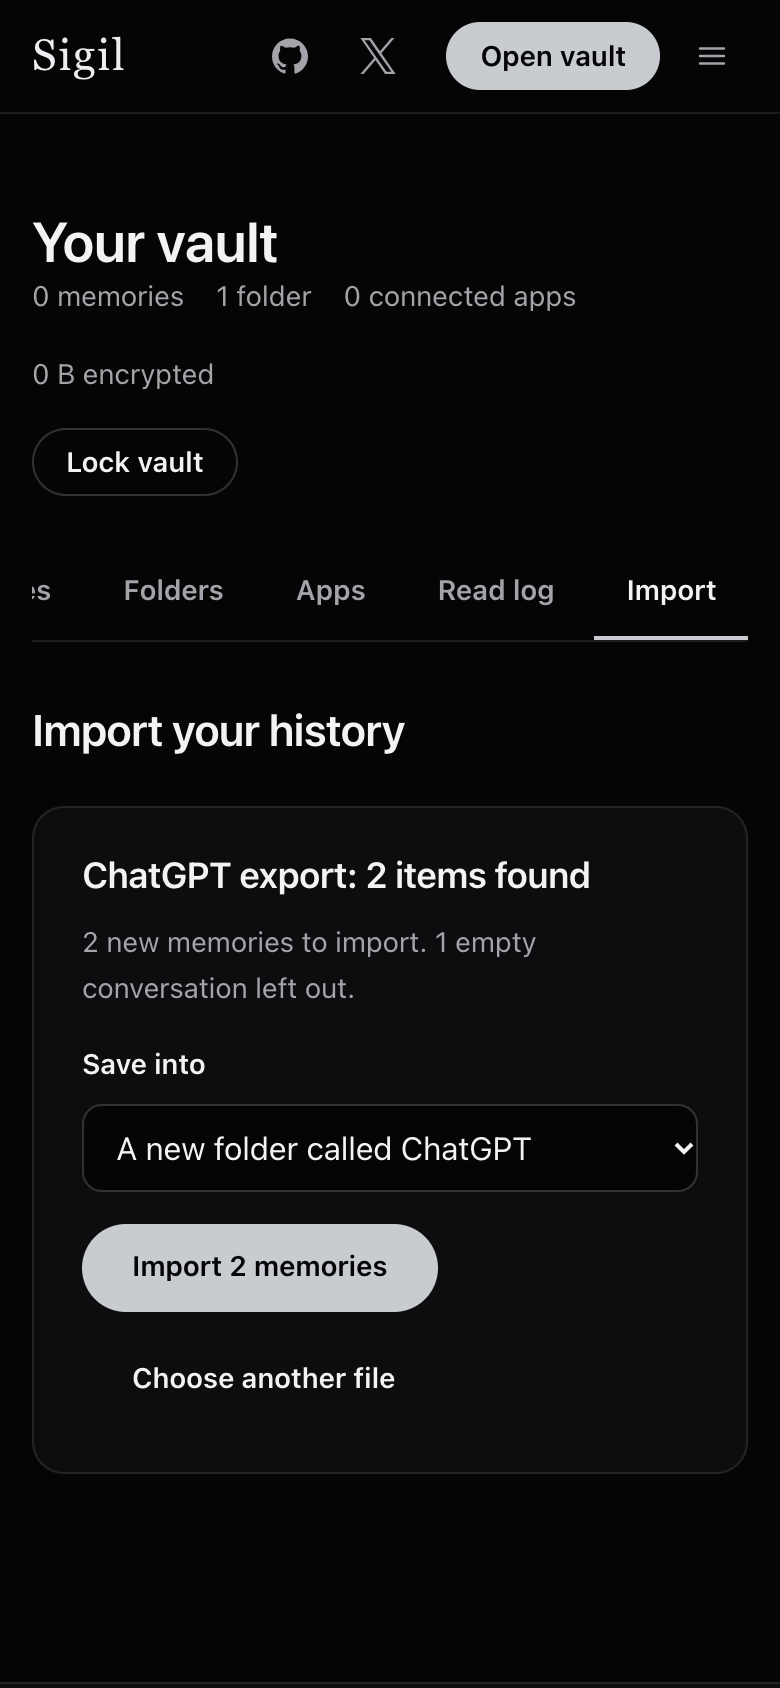 Sigil
Open vault
Your vault
0 memories 1 folder 0 connected apps
0 B encrypted
Lock vault
es Folders Apps Read log Import
Import your history
ChatGPT export: 2 items found
2 new memories to import. 1 empty
conversation left out.
Save into
A new folder called ChatGPT
Import 2 memories
Choose another file